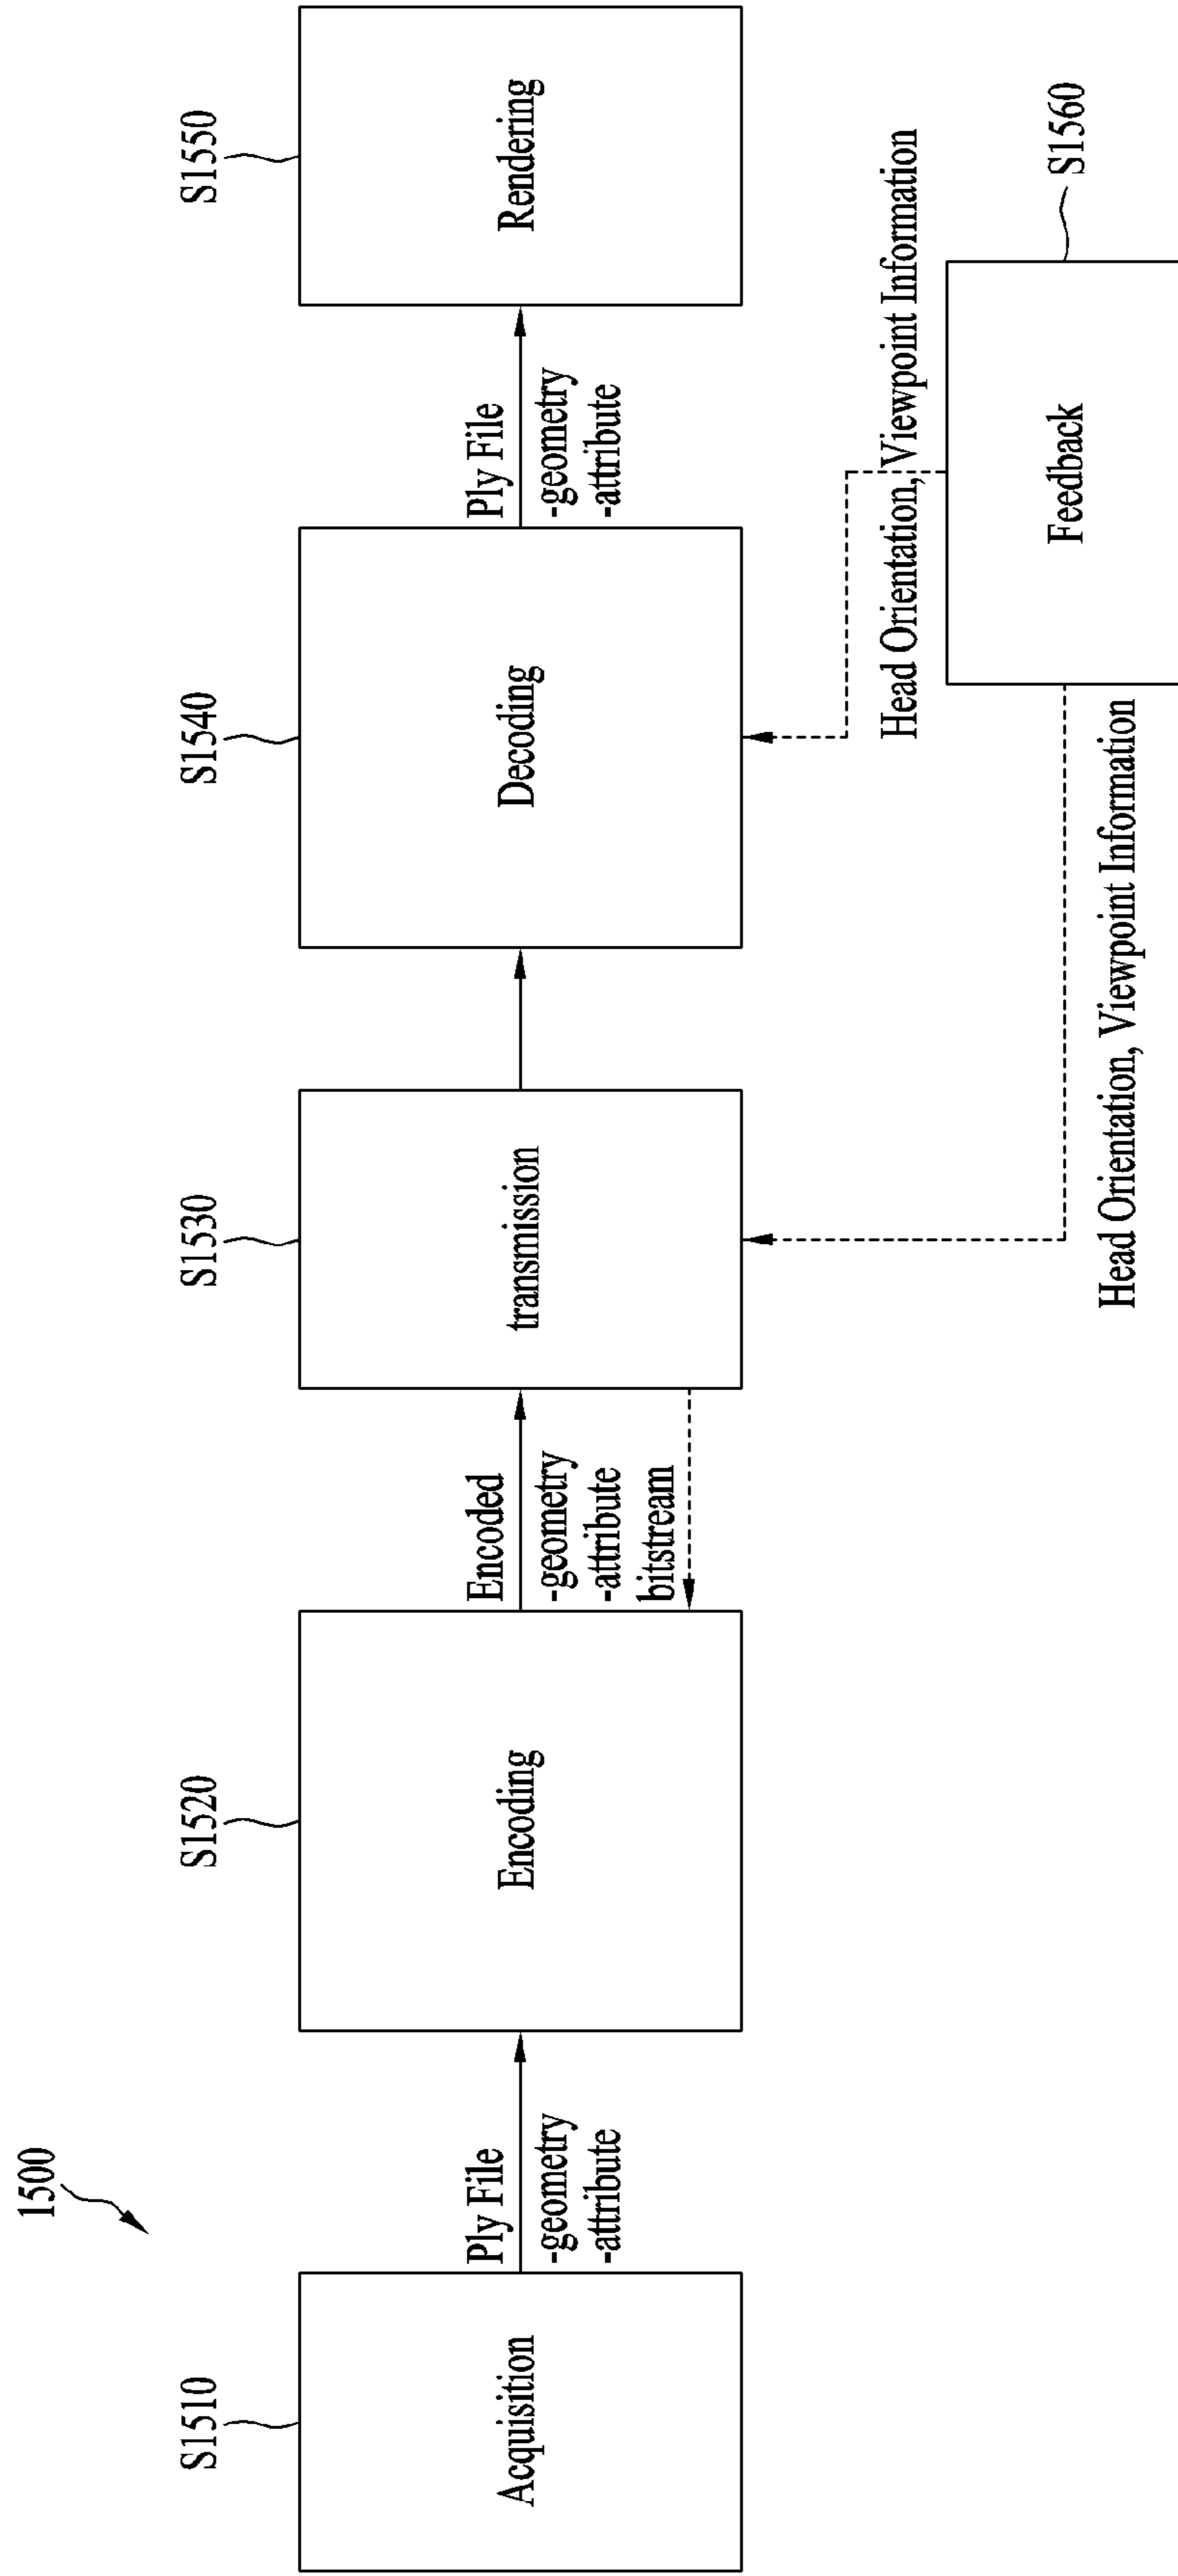 1500
S1510
Acquisition
Ply File
-geometry
-attribute
S1520
Encoding
Encoded
-geometry
-attribute
bitstream
S1530
transmission
S1540
Decoding
Ply File
-geometry
-attribute
S1550
Rendering
Head Orientation, Viewpoint Information
Head Orientation, Viewpoint Information
Feedback
S1560